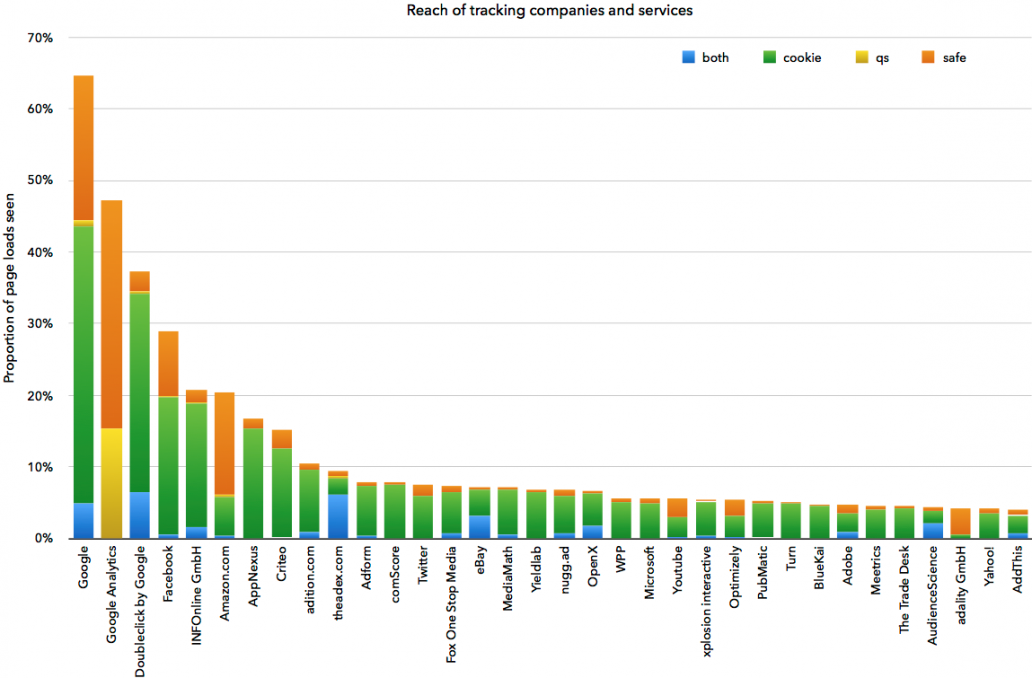 Reach of tracking companies and services
both cookie qs safe
Proportion of page loads seen
70%
60%
50%
40%
30%
20%
10%
0%
Google
Google Analytics
Doubleclick by Google
Facebook
INFOnline GmbH
Amazon.com
AppNexus
Criteo
adition.com
theadex.com
Adform
comScore
Twitter
Fox One Stop Media
eBay
MediaMath
Yieldlab
nugg.ad
OpenX
WPP
Microsoft
Youtube
xplosion interactive
Optimizely
PubMatic
Turn
BlueKai
Adobe
Meetrics
The Trade Desk
AudienceScience
adality GmbH
Yahoo!
AddThis